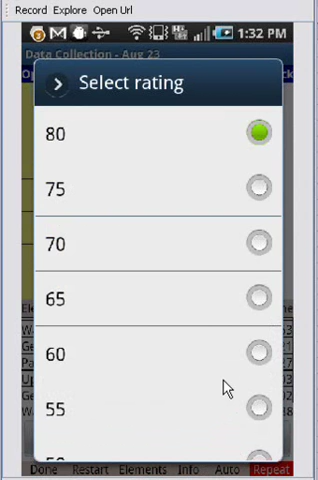 Record Explore Open Url
1:32 PM
Data Collection - Aug 23
Select rating
80
75
70
65
60
55
50
Done Restart Elements Info Auto Repeat